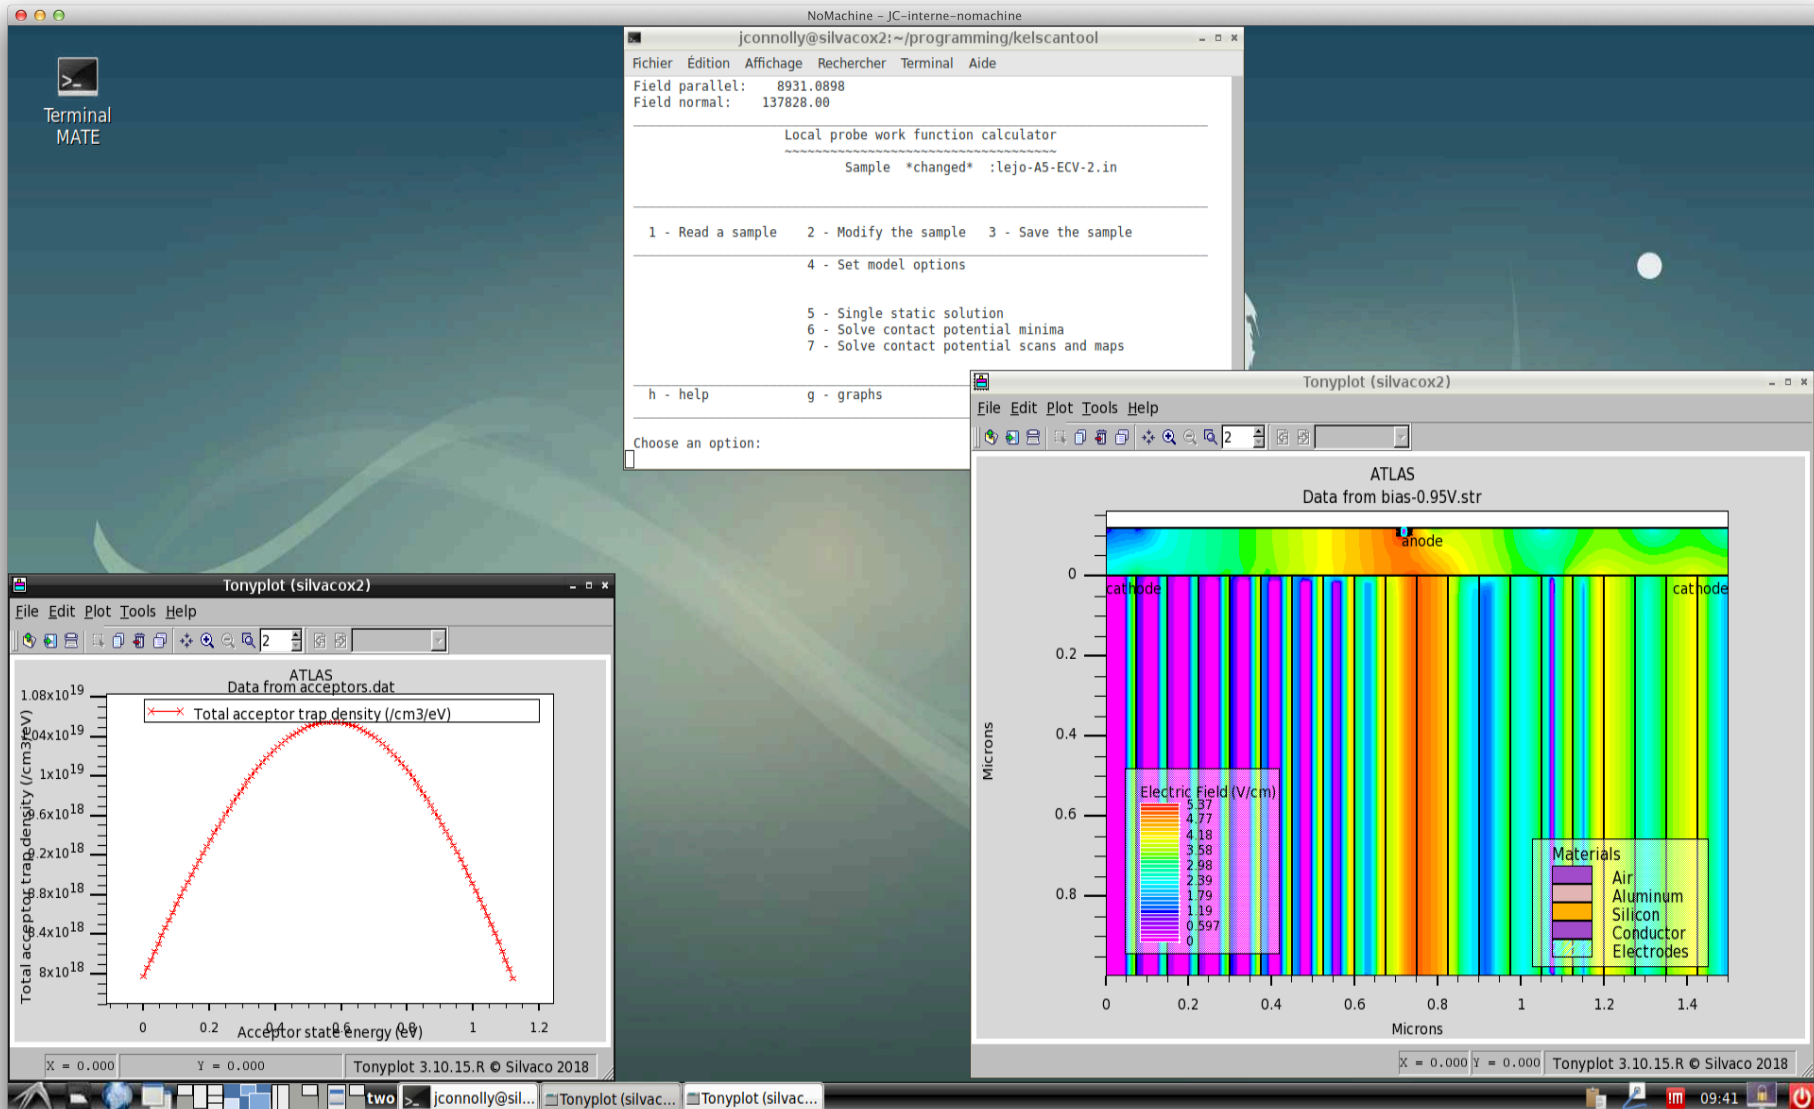 NoMachine - JC-interne-nomachine
Terminal
MATE
jconnolly@silvacox2:~/programming/kelscantool
Fichier Édition Affichage Rechercher Terminal Aide
Field parallel: 8931.0898
Field normal: 137828.00
Local probe work function calculator
~~~~~~~~~~~~~~~~~~~~~~~~~~~~~~~~~~~~
Sample *changed* :lejo-A5-ECV-2.in
1 - Read a sample 2 - Modify the sample 3 - Save the sample
4 - Set model options
5 - Single static solution
6 - Solve contact potential minima
7 - Solve contact potential scans and maps
h - help g - graphs
Choose an option:
Tonyplot (silvacox2)
File Edit Plot Tools Help
2
ATLAS
Data from bias-0.95V.str
anode
cathode
cathode
0
0.2
0.4
0.6
0.8
Microns
Electric Field (V/cm)
5.37
4.77
4.18
3.58
2.98
2.39
1.79
1.19
0.597
0
Materials
Air
Aluminum
Silicon
Conductor
Electrodes
0 0.2 0.4 0.6 0.8 1 1.2 1.4
Microns
X = 0.000 Y = 0.000 Tonyplot 3.10.15.R © Silvaco 2018
Tonyplot (silvacox2)
File Edit Plot Tools Help
2
ATLAS
Data from acceptors.dat
Total acceptor trap density (/cm3/eV)
1.08x10^19
1.04x10^19
1x10^19
9.6x10^18
9.2x10^18
8.8x10^18
8.4x10^18
8x10^18
Total acceptor trap density (/cm3/eV)
0 0.2 0.4 0.6 0.8 1 1.2
Acceptor state energy (eV)
X = 0.000 Y = 0.000 Tonyplot 3.10.15.R © Silvaco 2018
two jconnolly@sil... Tonyplot (silvac... Tonyplot (silvac... 09:41